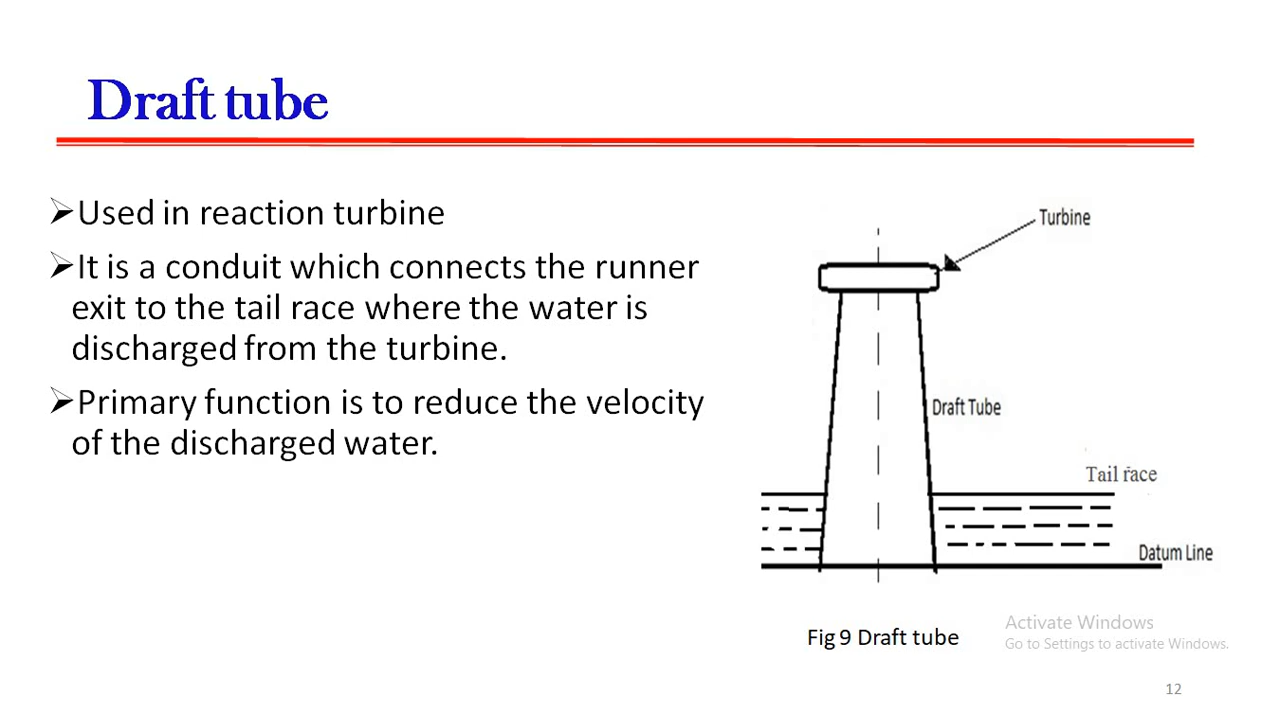 Draft tube
➢Used in reaction turbine
➢It is a conduit which connects the runner
exit to the tail race where the water is
discharged from the turbine.
➢Primary function is to reduce the velocity
of the discharged water.
Turbine
Draft Tube
Tail race
Datum Line
Fig 9 Draft tube
Activate Windows
Go to Settings to activate Windows.
12